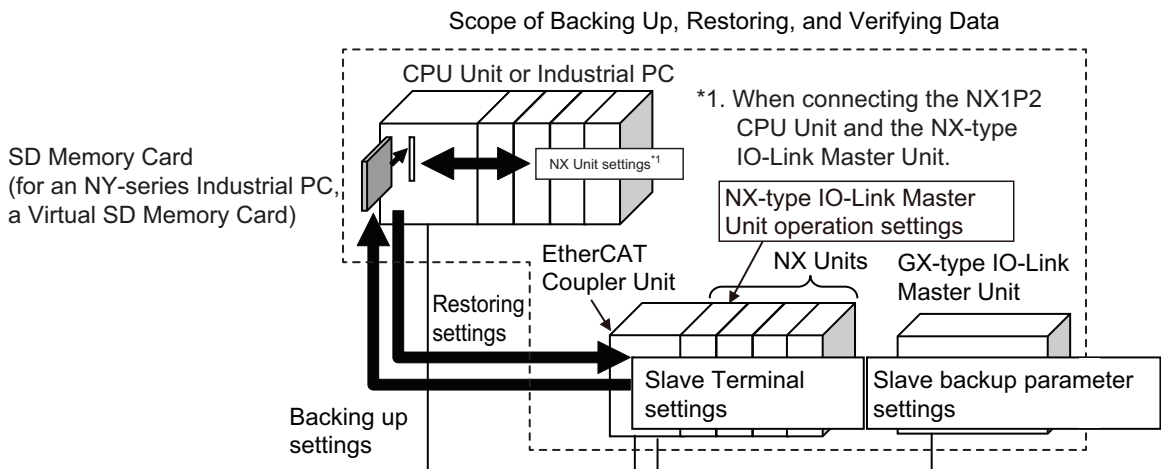 Scope of Backing Up, Restoring, and Verifying Data
CPU Unit or Industrial PC
*1. When connecting the NX1P2
CPU Unit and the NX-type
IO-Link Master Unit.
SD Memory Card
(for an NY-series Industrial PC,
a Virtual SD Memory Card)
NX Unit settings*1
NX-type IO-Link Master
Unit operation settings
EtherCAT
Coupler Unit
NX Units
GX-type IO-Link
Master Unit
Restoring
settings
Slave Terminal
settings
Slave backup parameter
settings
Backing up
settings